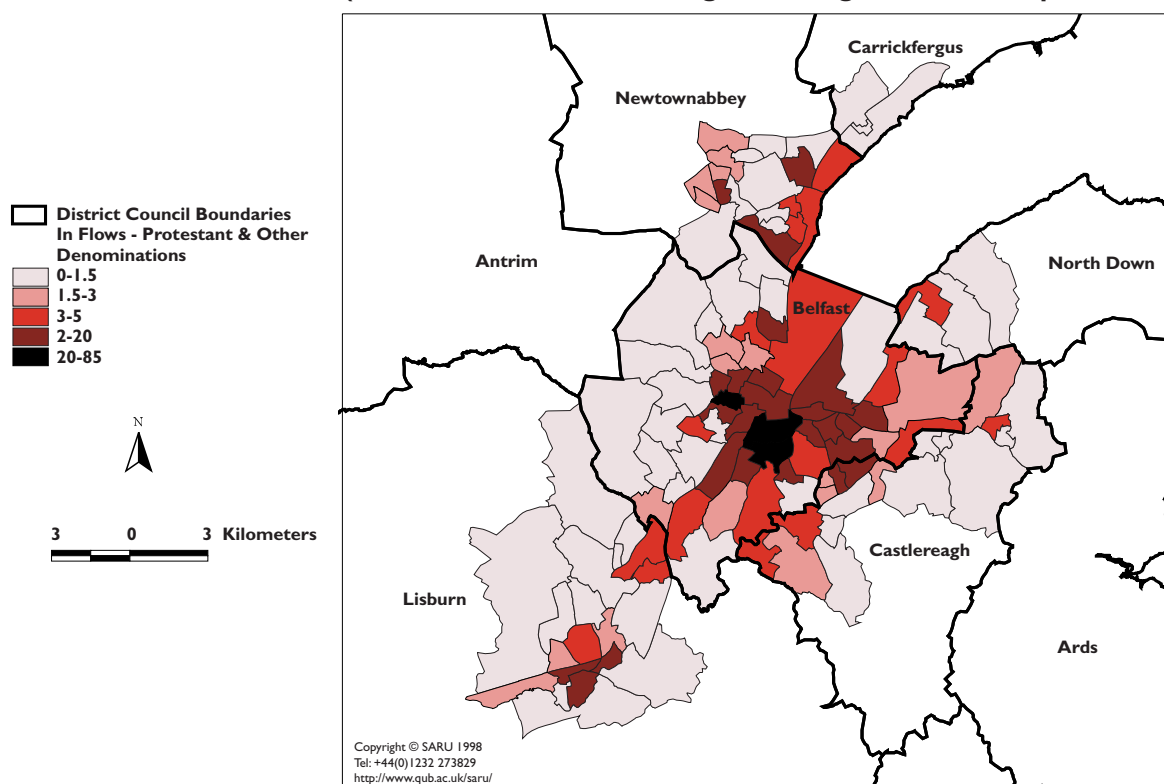 Carrickfergus
Newtownabbey
District Council Boundaries
In Flows - Protestant & Other
Denominations
0-1.5
1.5-3
3-5
2-20
20-85
Antrim
North Down
Belfast
N
3 0 3 Kilometers
Castlereagh
Lisburn
Ards
Copyright © SARU 1998
Tel: +44(0)1232 273829
http://www.qub.ac.uk/saru/